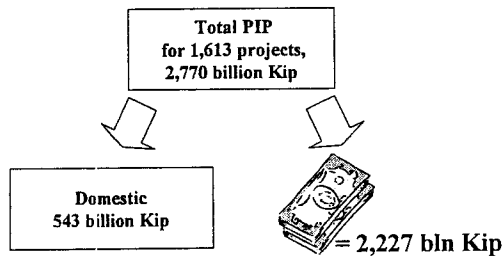 Total PIP
for 1,613 projects,
2,770 billion Kip
Domestic
543 billion Kip
= 2,227 bln Kip